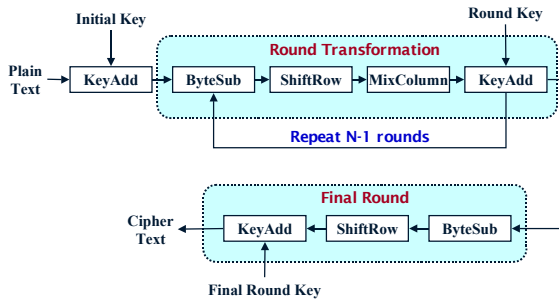 Initial Key
Round Key
Round Transformation
Plain
Text
KeyAdd
ByteSub
ShiftRow
MixColumn
KeyAdd
Repeat N-1 rounds
Final Round
Cipher
Text
KeyAdd
ShiftRow
ByteSub
Final Round Key